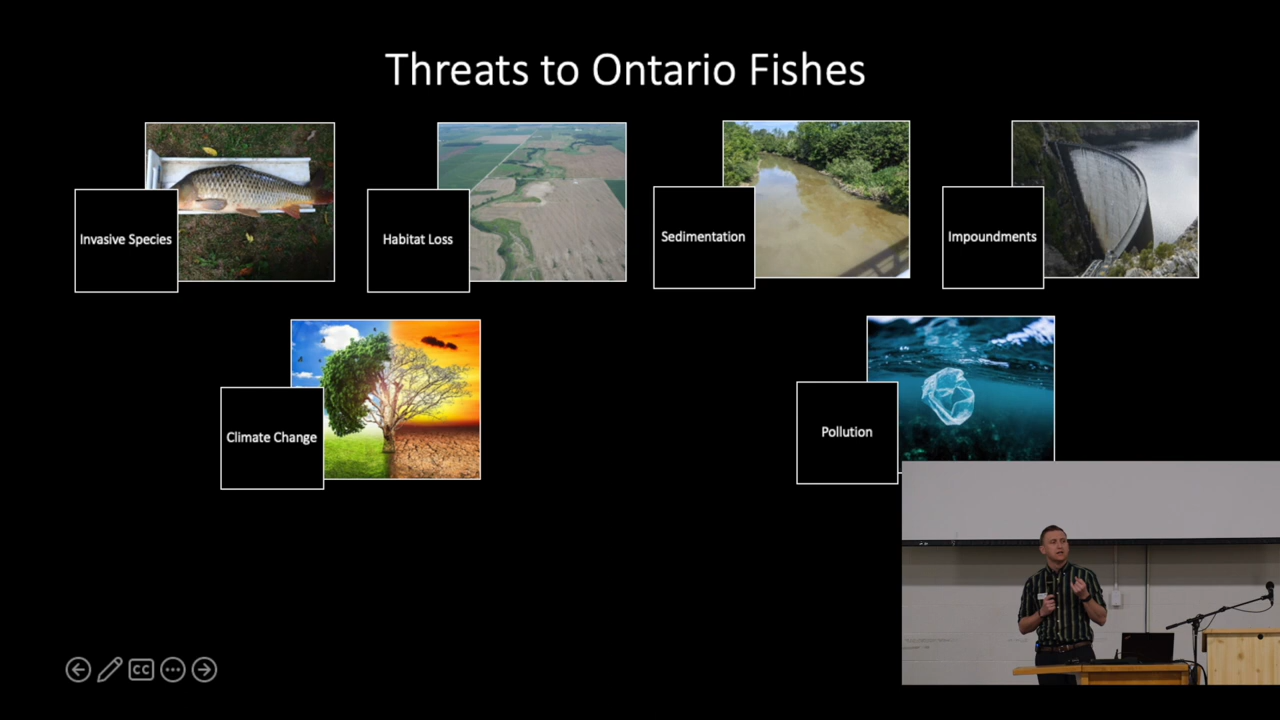 Threats to Ontario Fishes
Invasive Species
Habitat Loss
Sedimentation
Impoundments
Climate Change
Pollution
CC